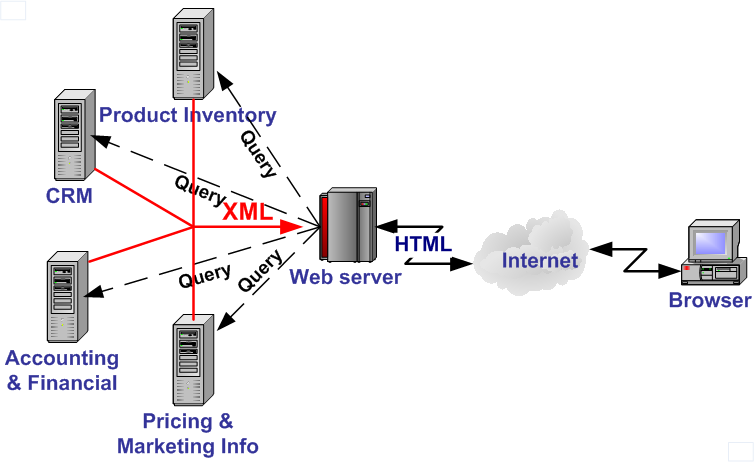 Product Inventory
Query
CRM
Query
XML
HTML
Web server
Internet
Query
Query
Browser
Accounting
& Financial
Pricing &
Marketing Info